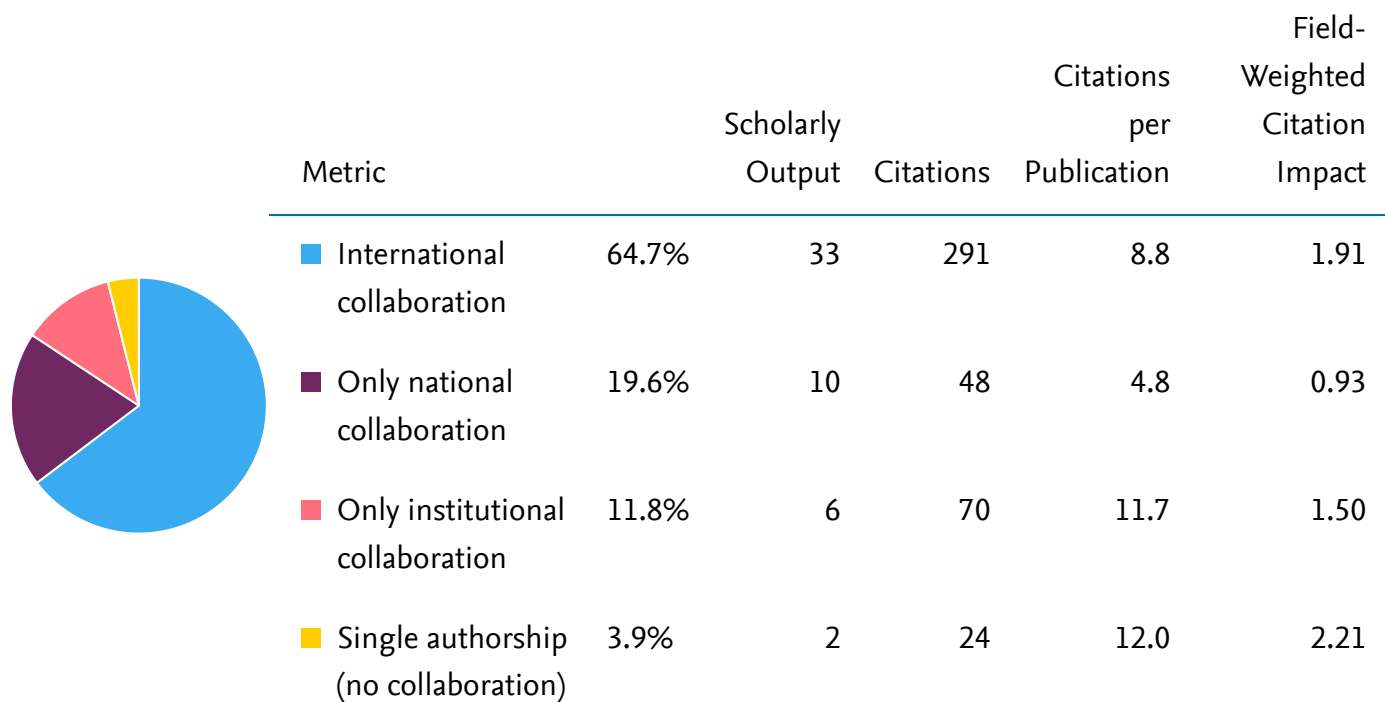 Field-
Citations Weighted
Scholarly per Citation
Metric Output Citations Publication Impact
International 64.7% 33 291 8.8 1.91
collaboration
Only national 19.6% 10 48 4.8 0.93
collaboration
Only institutional 11.8% 6 70 11.7 1.50
collaboration
Single authorship 3.9% 2 24 12.0 2.21
(no collaboration)